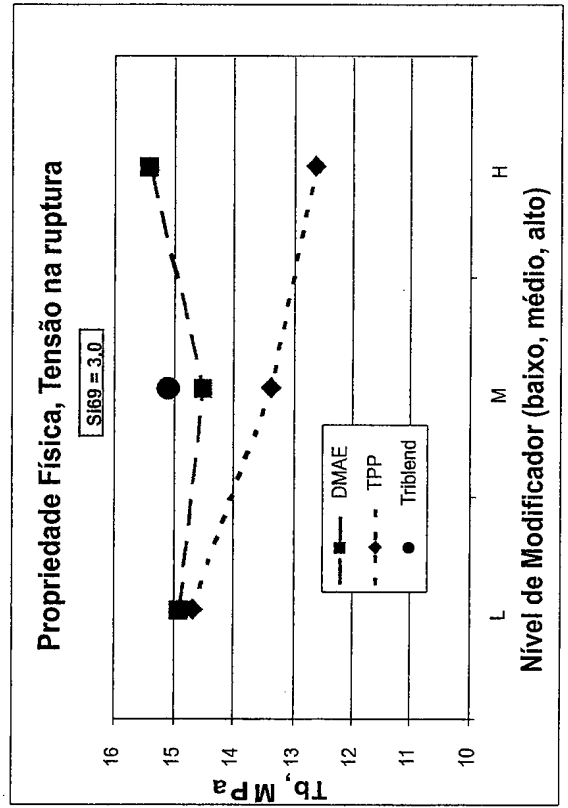 Propriedade Física, Tensão na ruptura
Si69 = 3,0
16
15
14
13
12
11
10
Tb, MPa
DMAE
TPP
Triblend
L
M
H
Nível de Modificador (baixo, médio, alto)